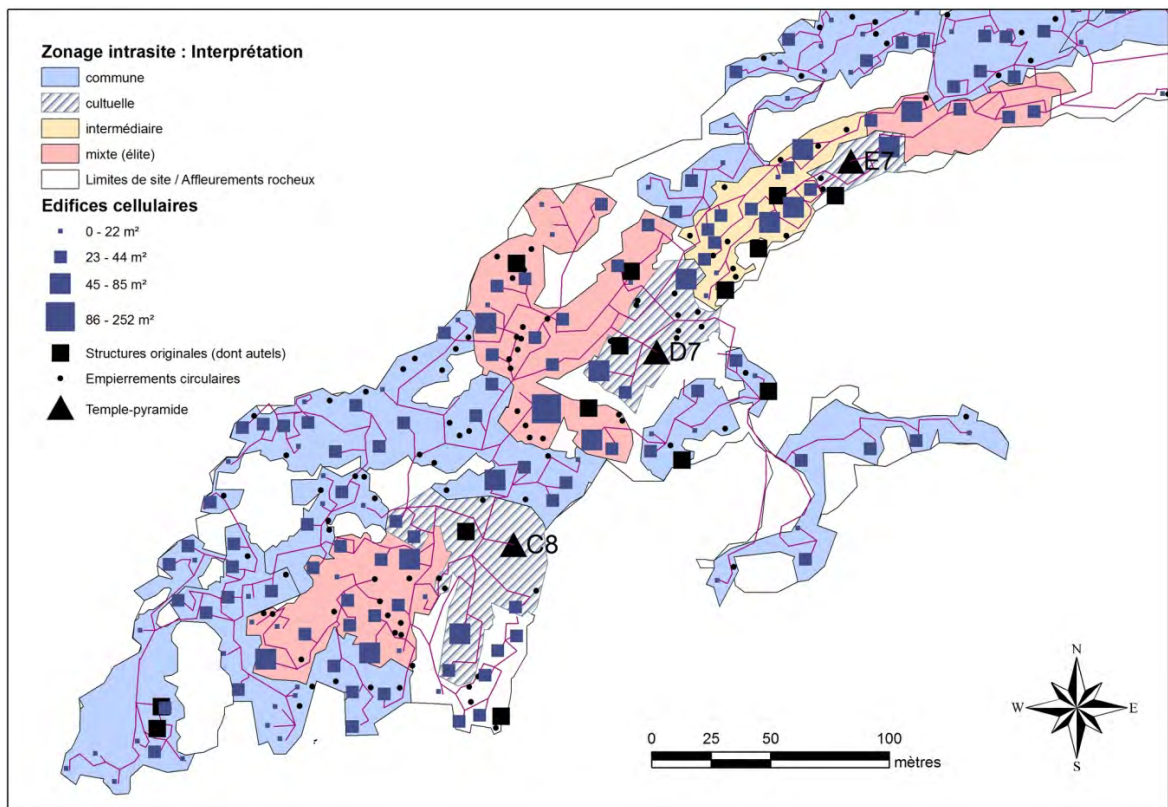 Zonage intrasite : Interprétation
commune
cultuelle
intermédiaire
mixte (élite)
Limites de site / Affleurements rocheux
Edifices cellulaires
0 - 22 m²
23 - 44 m²
45 - 85 m²
86 - 252 m²
Structures originales (dont autels)
Empierrements circulaires
Temple-pyramide
E7
D7
C8
N
W E
S
0 25 50 100
mètres